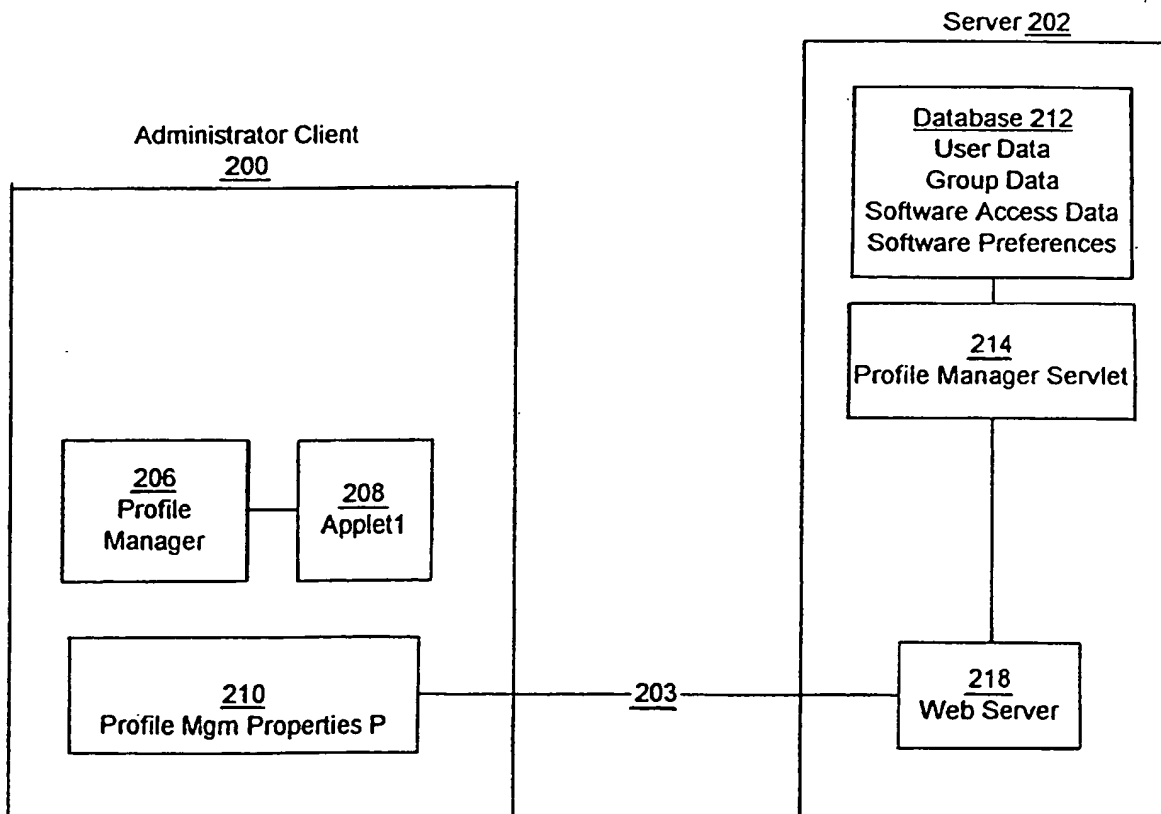 Server 202
Administrator Client
200
Database 212
User Data
Group Data
Software Access Data
Software Preferences
214
Profile Manager Servlet
206
Profile
Manager
208
Applet1
210
Profile Mgm Properties P
203
218
Web Server